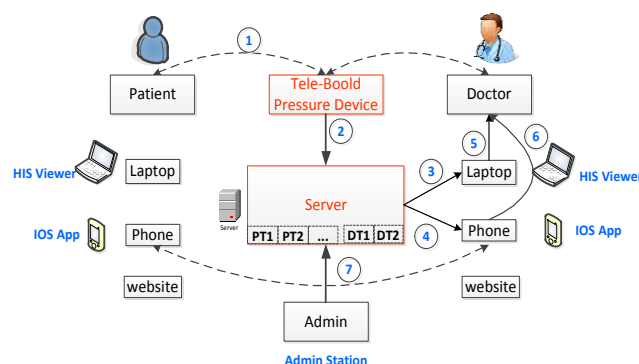 1
Patient
Tele-Boold
Pressure Device
Doctor
2
5
6
HIS Viewer
Laptop
3
Laptop
HIS Viewer
Server
Server
IOS App
Phone
PT1 PT2 ... DT1 DT2
4
Phone
IOS App
7
website
website
Admin
Admin Station